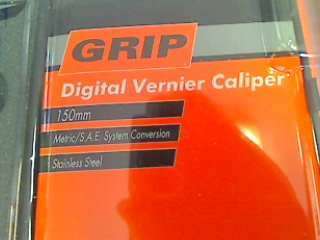 GRIP
Digital Vernier Caliper
150mm
Metric/S.A.E. System Conversion
Stainless Steel